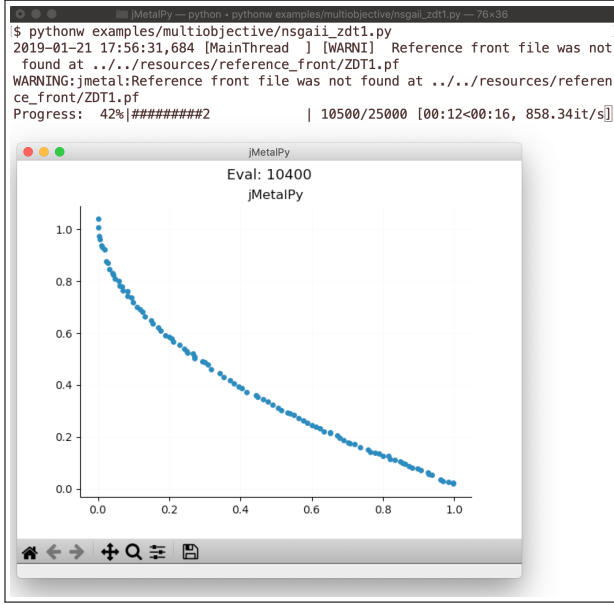 jMetalPy — python • pythonw examples/multiobjective/nsgaii_zdt1.py — 76×36
$ pythonw examples/multiobjective/nsgaii_zdt1.py
2019-01-21 17:56:31,684 [MainThread  ] [WARNI]  Reference front file was not
 found at ../../resources/reference_front/ZDT1.pf
WARNING:jmetal:Reference front file was not found at ../../resources/referen
ce_front/ZDT1.pf
Progress:  42%|#########2          | 10500/25000 [00:12<00:16, 858.34it/s]
jMetalPy
Eval: 10400
jMetalPy
1.0
0.8
0.6
0.4
0.2
0.0
0.0 0.2 0.4 0.6 0.8 1.0